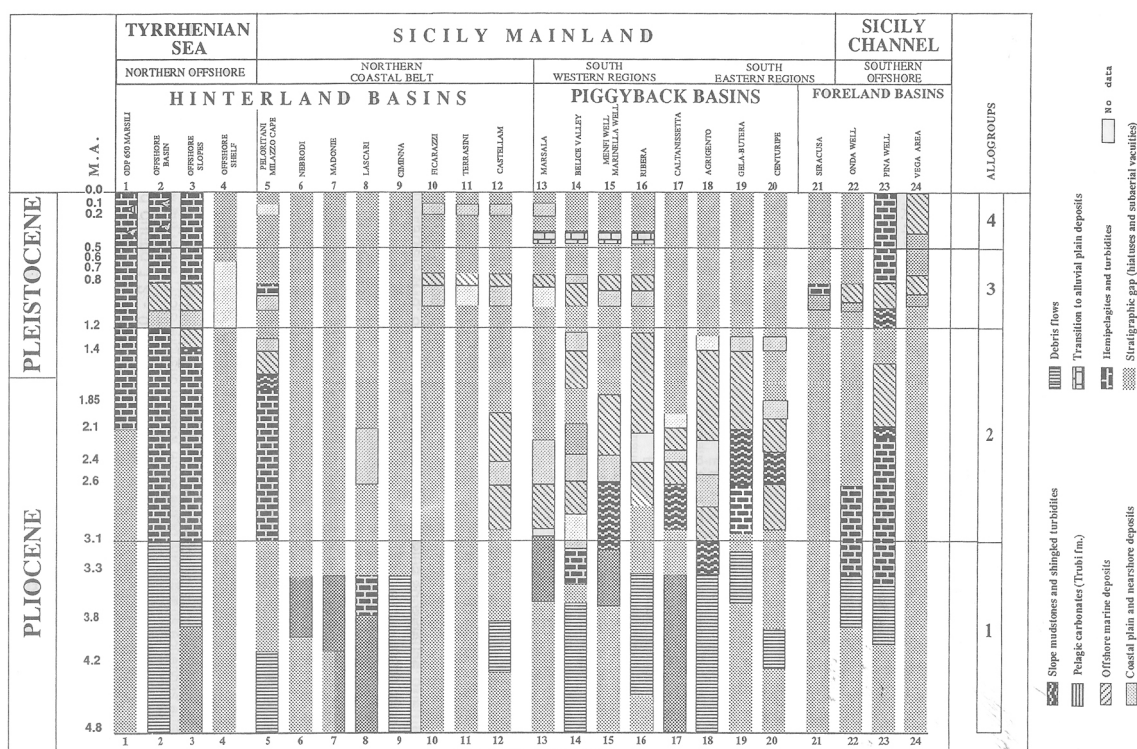 TYRRHENIAN
SEA
SICILY MAINLAND
SICILY
CHANNEL
NORTHERN OFFSHORE
NORTHERN
COASTAL BELT
SOUTH
WESTERN REGIONS
SOUTH
EASTERN REGIONS
SOUTHERN
OFFSHORE
HINTERLAND BASINS
PIGGYBACK BASINS
FORELAND BASINS
M.A.
ODP 650 MARSILI
OFFSHORE
BASIN
OFFSHORE
SLOPES
OFFSHORE
SHELF
PELORITANI
MELAZZO CAPE
NEBRODI
MADONIE
LASCARI
CIMINNA
FICARAZZI
TERRASINI
CASTELLAM
MARSALA
BELICE VALLEY
MENFI WELL
MARINELLA WELL
RIBERA
CALTANISSETTA
AGRIGENTO
GELA-BUTERA
CENTURIPE
SIRACUSA
ONDA WELL
PINA WELL
VEGA AREA
ALLOGROUPS
1 2 3 4 5 6 7 8 9 10 11 12 13 14 15 16 17 18 19 20 21 22 23 24
PLEISTOCENE
PLIOCENE
0.0
0.1
0.2
0.5
0.6
0.7
0.8
1.2
1.4
1.85
2.1
2.4
2.6
3.1
3.3
3.8
4.2
4.8
4
3
2
1
1 2 3 4 5 6 7 8 9 10 11 12 13 14 15 16 17 18 19 20 21 22 23 24
No data
Debris flows
Transition to alluvial plain deposits
Hemipelagites and turbidites
Stratigraphic gap (hiatuses and subaerial vacuities)
Slope mudstones and shingled turbidites
Pelagic carbonates (Trubi fm.)
Offshore marine deposits
Coastal plain and nearshore deposits